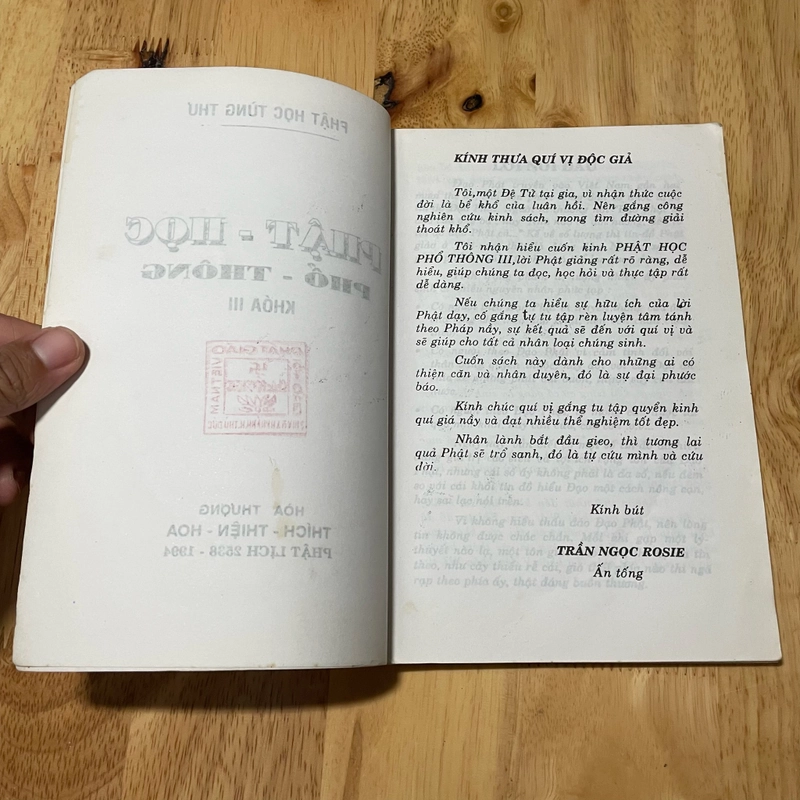 PHẬT HỌC TÙNG THƯ
PHẬT - HỌC
PHỔ - THÔNG
KHÓA III
PHẬT GIÁO
VIETNAM
HÒA THƯỢNG
THÍCH - THIỆN - HOA
PHẬT LỊCH 2538 - 1994
KÍNH THƯA QUÍ VỊ ĐỘC GIẢ
Tôi,một Đệ Tử tại gia, vì nhận thức cuộc
đời là bể khổ của luân hồi. Nên gắng công
nghiên cứu kinh sách, mong tìm đường giải
thoát khổ.
Tôi nhận hiểu cuốn kinh PHẬT HỌC
PHỔ THÔNG III,lời Phật giảng rất rõ ràng, dễ
hiểu, giúp chúng ta đọc, học hỏi và thực tập rất
dễ dàng.
Nếu chúng ta hiểu sự hữu ích của lời
Phật dạy, cố gắng tự tu tập rèn luyện tâm tánh
theo Pháp nầy, sự kết quả sẽ đến với quí vị và
sẽ giúp cho tất cả nhân loại chúng sinh.
Cuốn sách này dành cho những ai có
thiện căn và nhân duyên, đó là sự đại phước
báo.
Kính chúc quí vị gắng tu tập quyển kinh
quí giá nầy và đạt nhiều thể nghiệm tốt đẹp.
Nhân lành bắt đầu gieo, thì tương lai
quả Phật sẽ trổ sanh, đó là tự cứu mình và cứu
đời.
Kính bút
TRẦN NGỌC ROSIE
Ấn tống